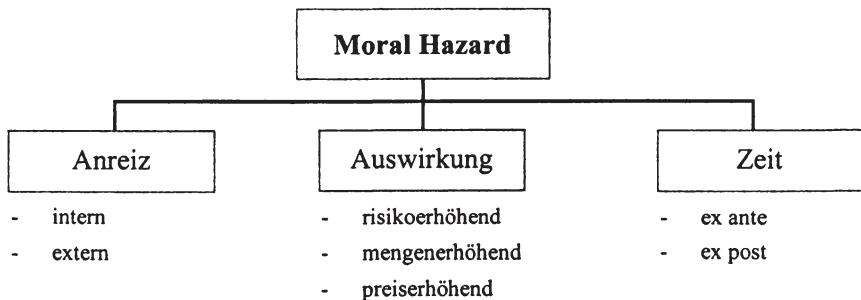 Moral Hazard
Anreiz
Auswirkung
Zeit
- intern
- extern
- risikoerhöhend
- mengenerhöhend
- preiserhöhend
- ex ante
- ex post